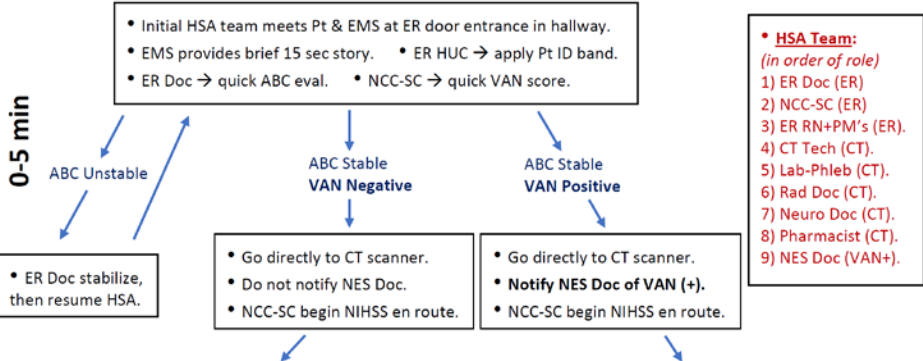 • Initial HSA team meets Pt & EMS at ER door entrance in hallway.
• EMS provides brief 15 sec story. • ER HUC → apply Pt ID band.
• ER Doc → quick ABC eval. • NCC-SC → quick VAN score.
0-5 min
ABC Unstable
ABC Stable
VAN Negative
ABC Stable
VAN Positive
• ER Doc stabilize,
then resume HSA.
• Go directly to CT scanner.
• Do not notify NES Doc.
• NCC-SC begin NIHSS en route.
• Go directly to CT scanner.
• Notify NES Doc of VAN (+).
• NCC-SC begin NIHSS en route.
• HSA Team:
(in order of role)
1) ER Doc (ER)
2) NCC-SC (ER)
3) ER RN+PM's (ER).
4) CT Tech (CT).
5) Lab-Phleb (CT).
6) Rad Doc (CT).
7) Neuro Doc (CT).
8) Pharmacist (CT).
9) NES Doc (VAN+).